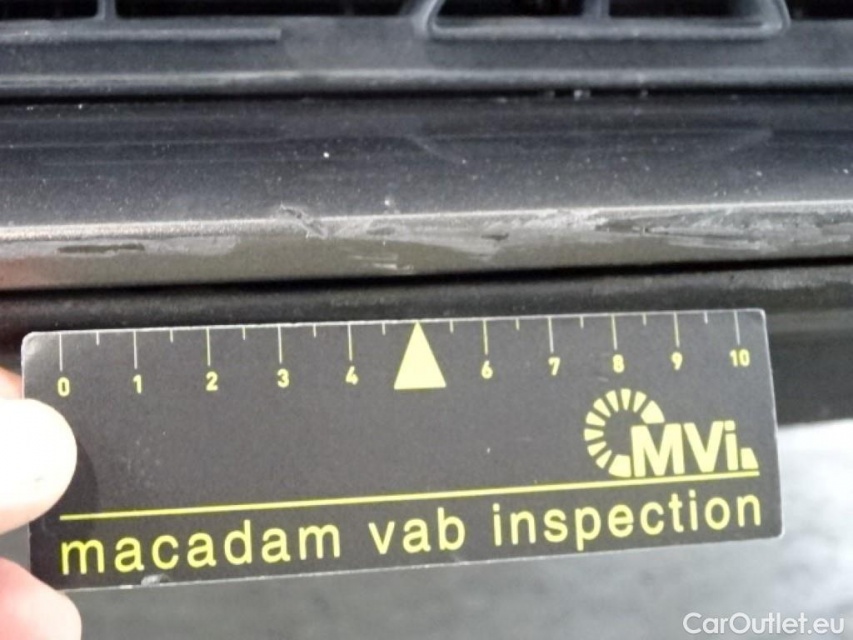 0 1 2 3 4 6 7 8 9 10
MVi
macadam vab inspection
CarOutlet.eu